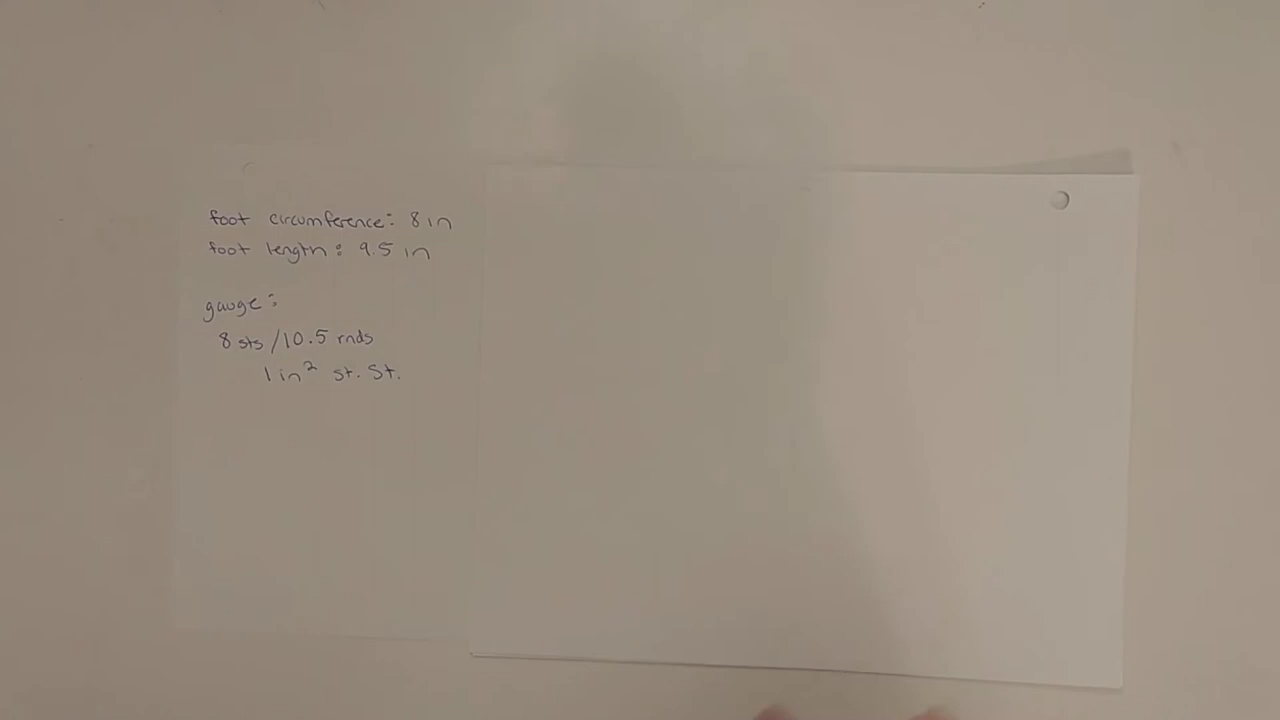 foot circumference: 8 in
foot length: 9.5 in
gauge:
8 sts/10.5 rnds
1 in² st. St.